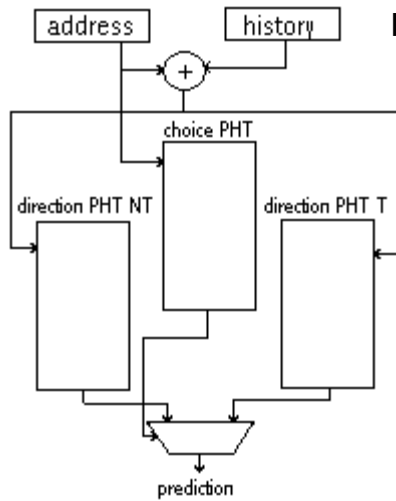 address
history
+
choice PHT
direction PHT NT
direction PHT T
prediction